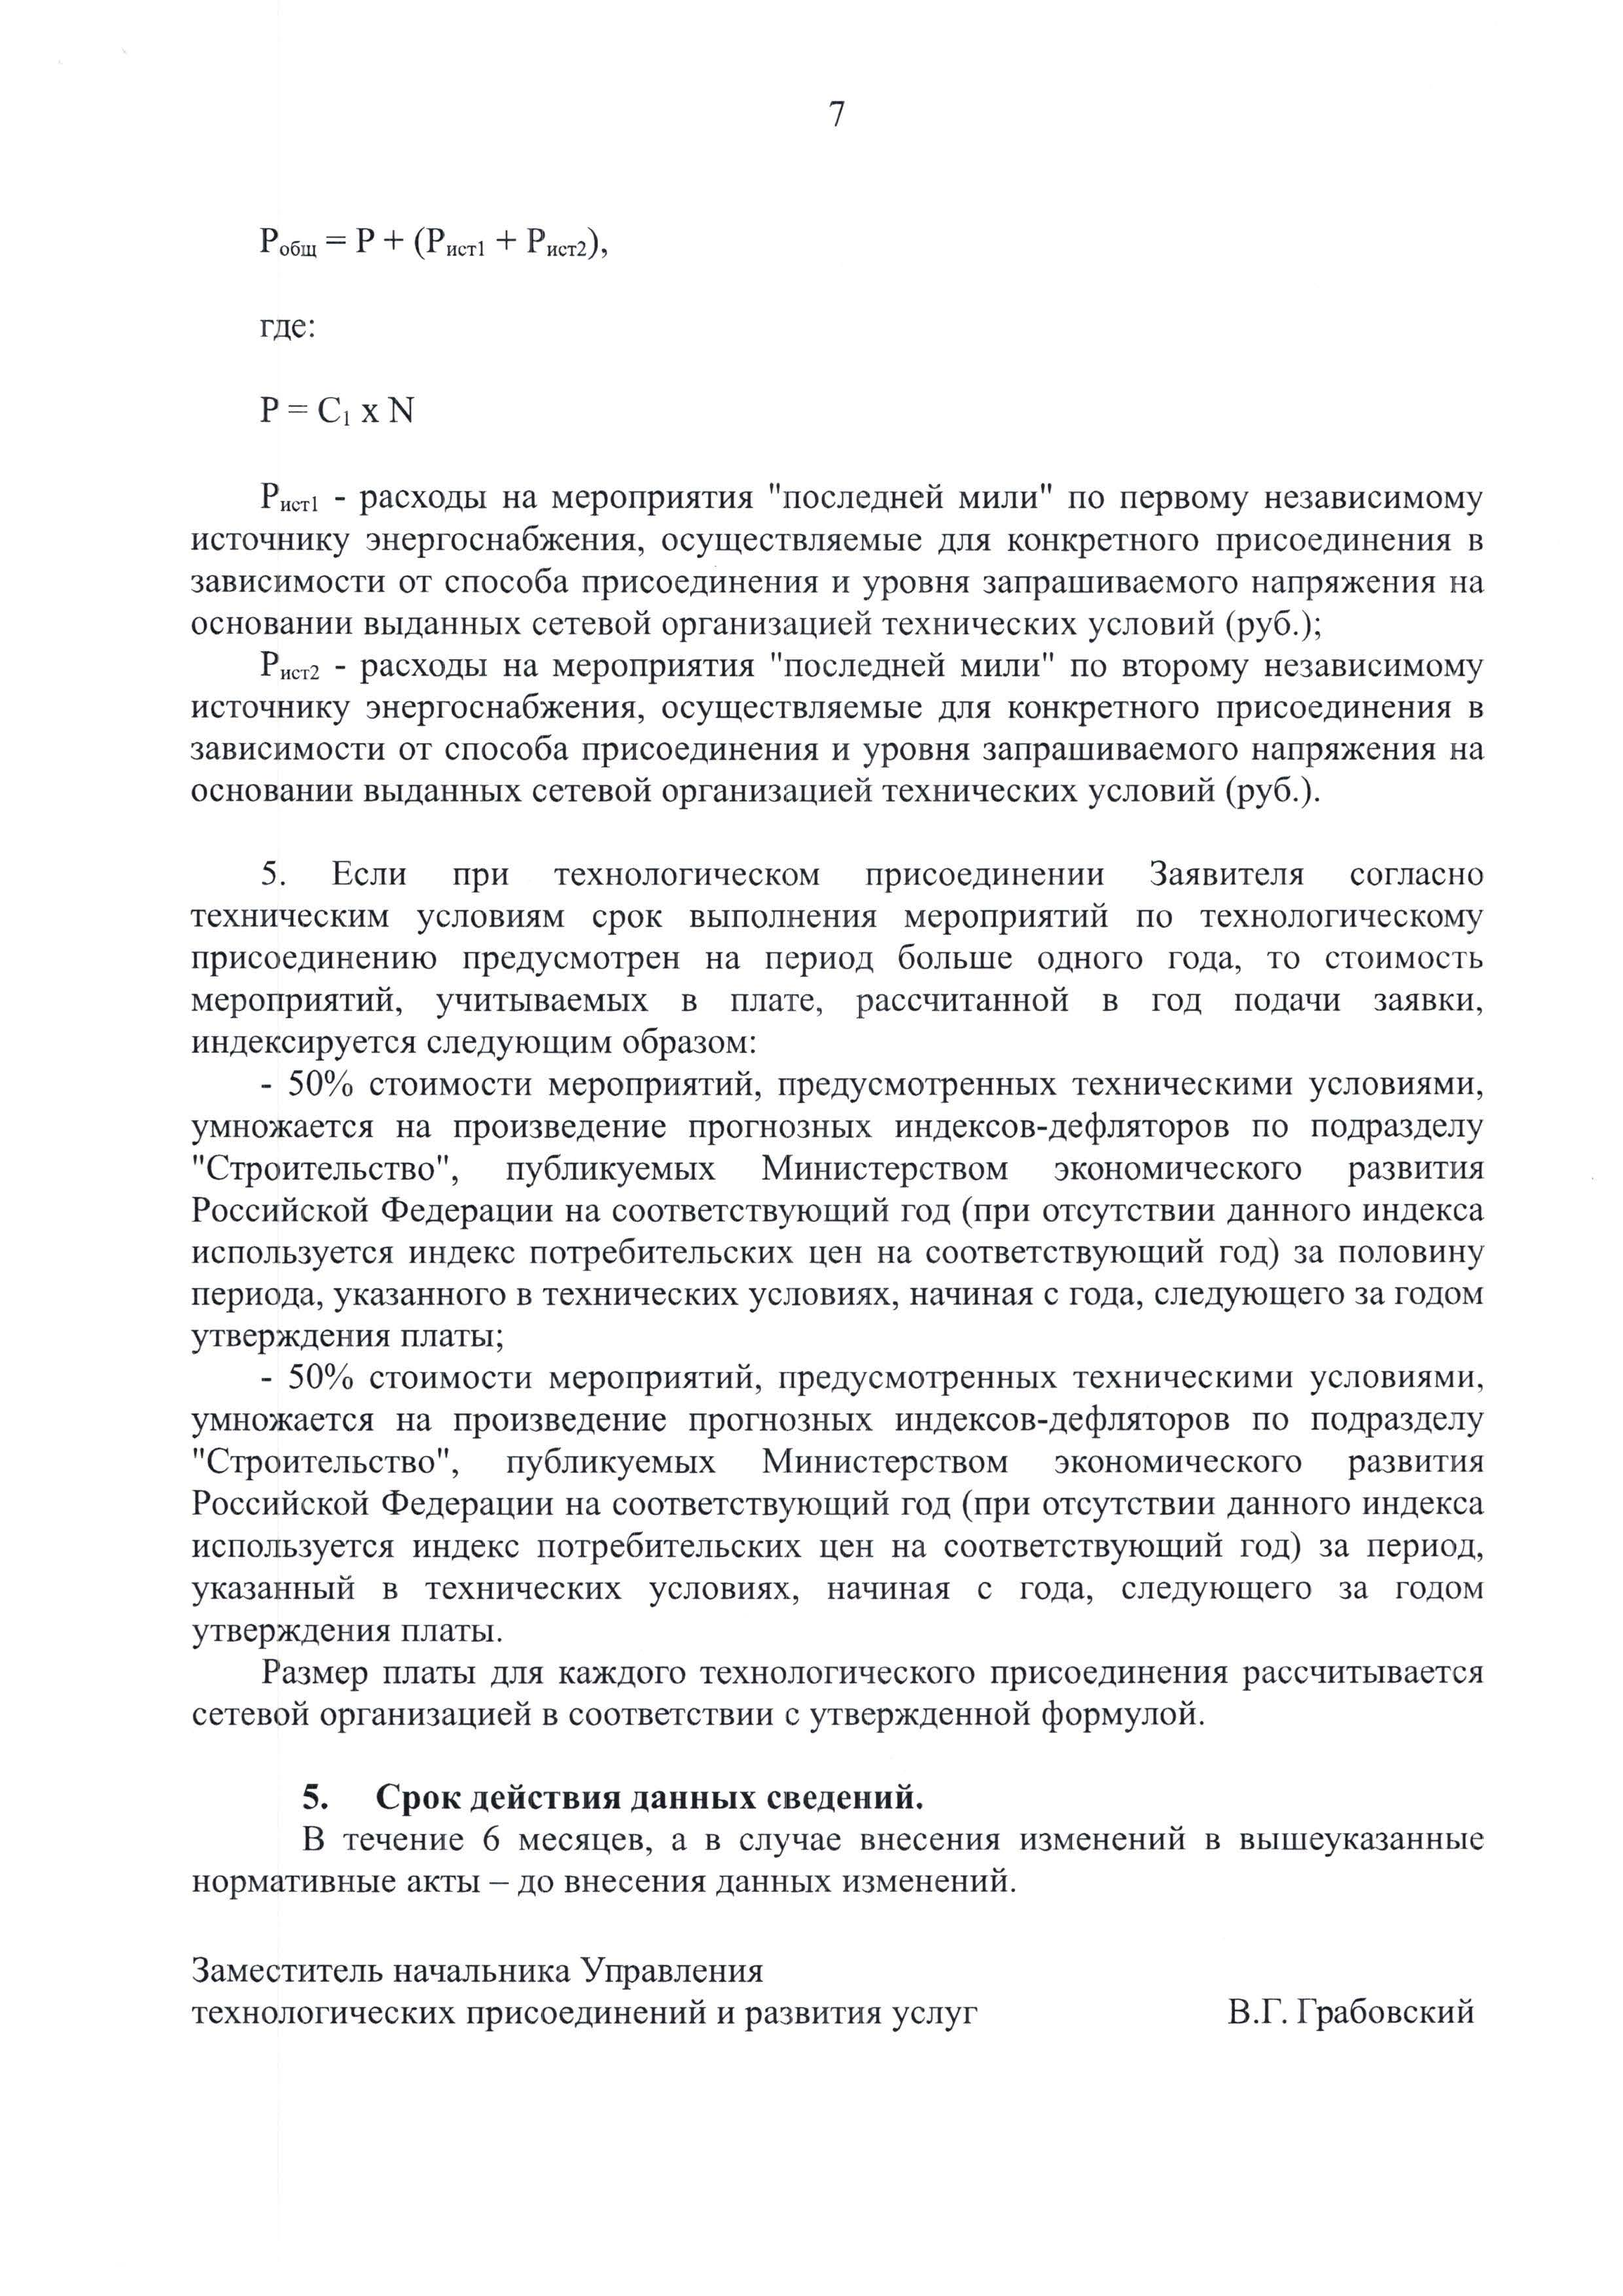 7
Pобщ = P + (Pист1 + Pист2),
где:
P = C1 x N
Pист1 - расходы на мероприятия "последней мили" по первому независимому
источнику энергоснабжения, осуществляемые для конкретного присоединения в
зависимости от способа присоединения и уровня запрашиваемого напряжения на
основании выданных сетевой организацией технических условий (руб.);
Pист2 - расходы на мероприятия "последней мили" по второму независимому
источнику энергоснабжения, осуществляемые для конкретного присоединения в
зависимости от способа присоединения и уровня запрашиваемого напряжения на
основании выданных сетевой организацией технических условий (руб.).
5. Если при технологическом присоединении Заявителя согласно
техническим условиям срок выполнения мероприятий по технологическому
присоединению предусмотрен на период больше одного года, то стоимость
мероприятий, учитываемых в плате, рассчитанной в год подачи заявки,
индексируется следующим образом:
- 50% стоимости мероприятий, предусмотренных техническими условиями,
умножается на произведение прогнозных индексов-дефляторов по подразделу
"Строительство", публикуемых Министерством экономического развития
Российской Федерации на соответствующий год (при отсутствии данного индекса
используется индекс потребительских цен на соответствующий год) за половину
периода, указанного в технических условиях, начиная с года, следующего за годом
утверждения платы;
- 50% стоимости мероприятий, предусмотренных техническими условиями,
умножается на произведение прогнозных индексов-дефляторов по подразделу
"Строительство", публикуемых Министерством экономического развития
Российской Федерации на соответствующий год (при отсутствии данного индекса
используется индекс потребительских цен на соответствующий год) за период,
указанный в технических условиях, начиная с года, следующего за годом
утверждения платы.
Размер платы для каждого технологического присоединения рассчитывается
сетевой организацией в соответствии с утвержденной формулой.
5. Срок действия данных сведений.
В течение 6 месяцев, а в случае внесения изменений в вышеуказанные
нормативные акты – до внесения данных изменений.
Заместитель начальника Управления
технологических присоединений и развития услуг В.Г. Грабовский